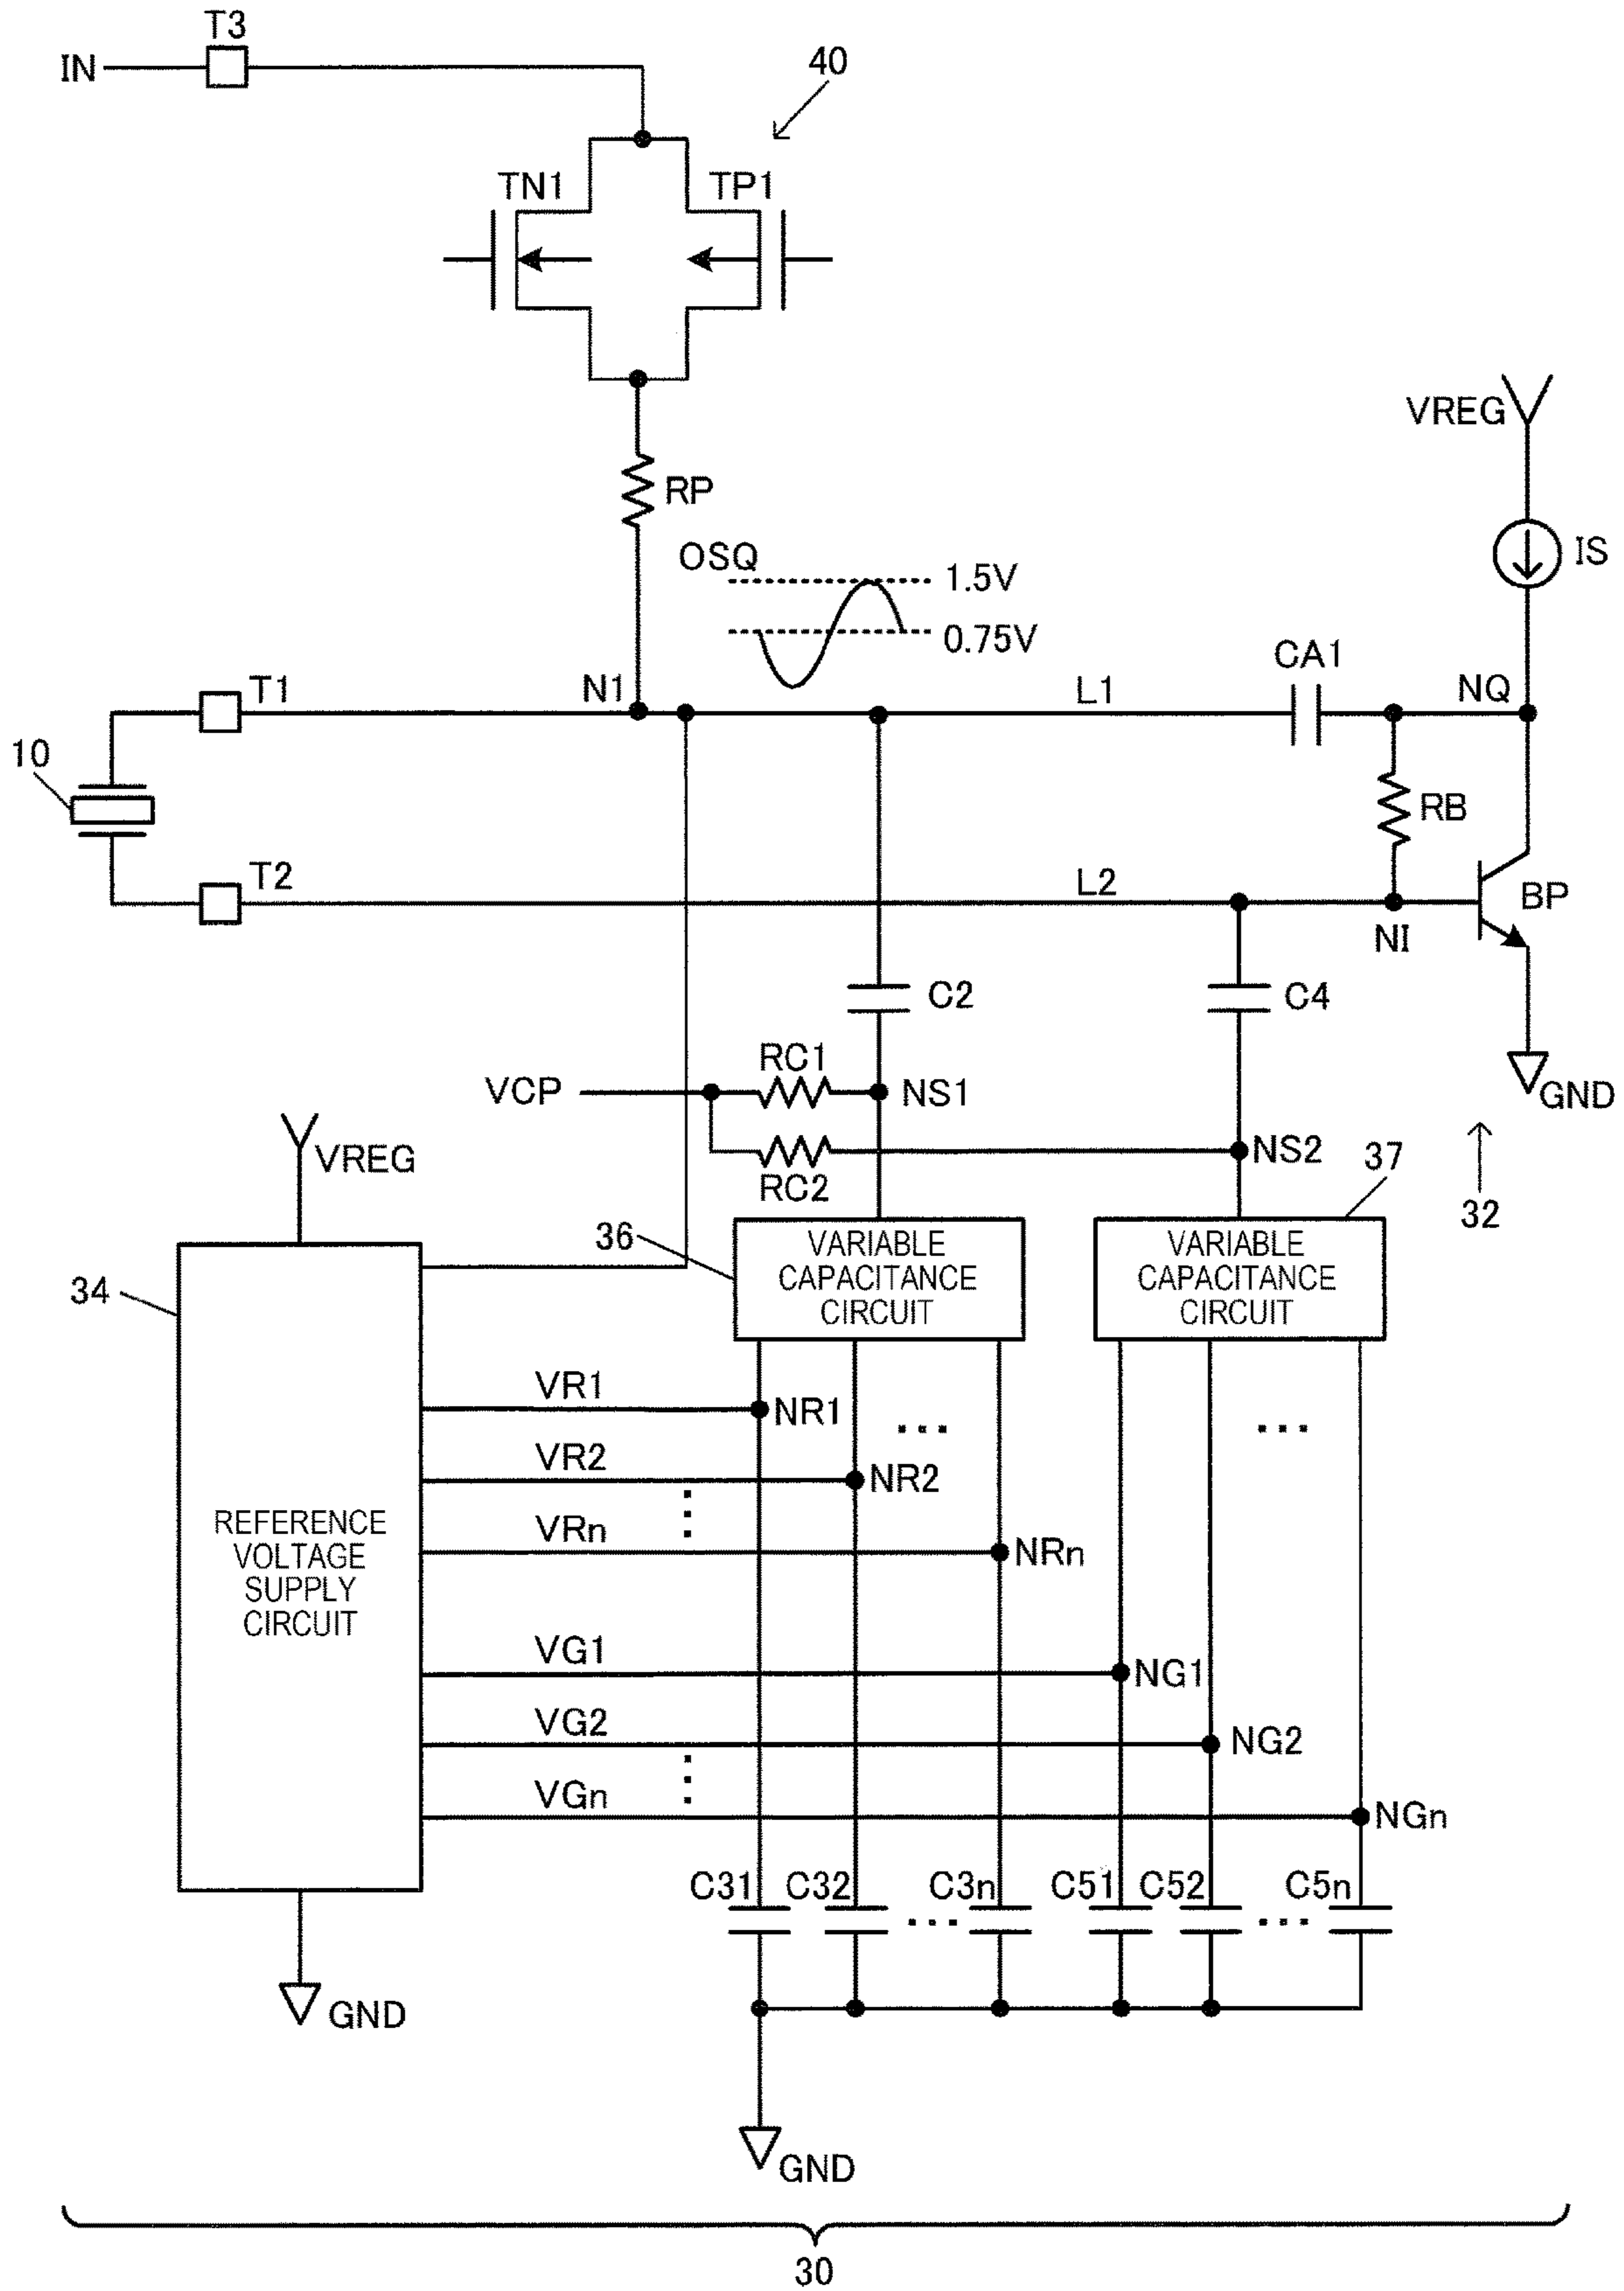 T3
IN
40
TN1
TP1
VREG
RP
IS
OSQ
1.5V
0.75V
CA1
T1
N1
L1
NQ
10
RB
T2
L2
BP
NI
C2
C4
RC1
VCP
NS1
GND
VREG
NS2
37
RC2
32
36
VARIABLE
CAPACITANCE
CIRCUIT
VARIABLE
CAPACITANCE
CIRCUIT
34
VR1
NR1
...
...
VR2
NR2
REFERENCE
VOLTAGE
SUPPLY
CIRCUIT
VRn
NRn
VG1
NG1
VG2
NG2
VGn
NGn
C31
C32
C3n
C51
C52
C5n
...
...
GND
GND
30